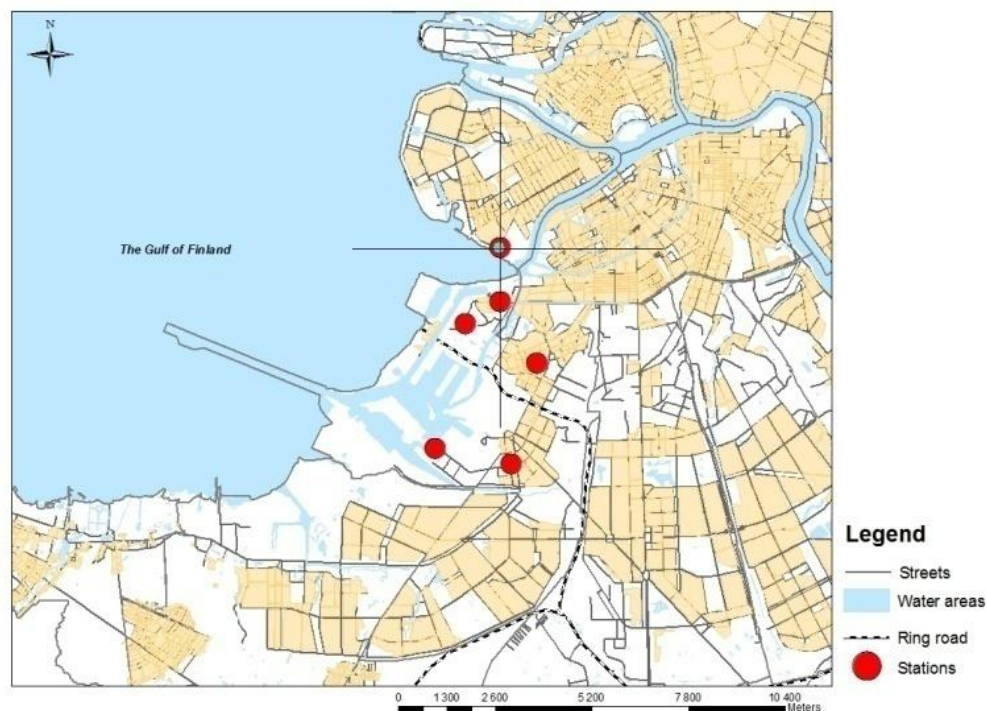 N
The Gulf of Finland
Legend
Streets
Water areas
Ring road
Stations
0 1 300 2 600 5 200 7 800 10 400
Meters